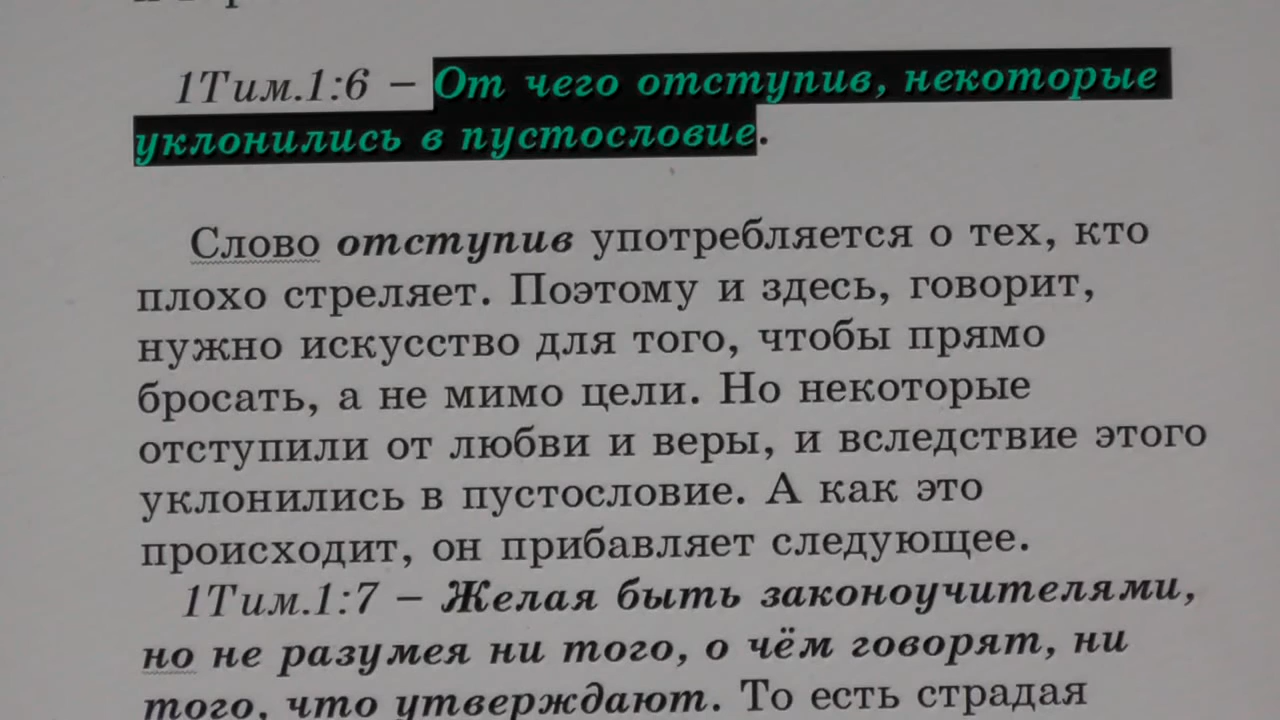 1Тим.1:6 – От чего отступив, некоторые
уклонились в пустословие.
Слово отступив употребляется о тех, кто
плохо стреляет. Поэтому и здесь, говорит,
нужно искусство для того, чтобы прямо
бросать, а не мимо цели. Но некоторые
отступили от любви и веры, и вследствие этого
уклонились в пустословие. А как это
происходит, он прибавляет следующее.
1Тим.1:7 – Желая быть законоучителями,
но не разумея ни того, о чём говорят, ни
того, что утверждают. То есть страдая